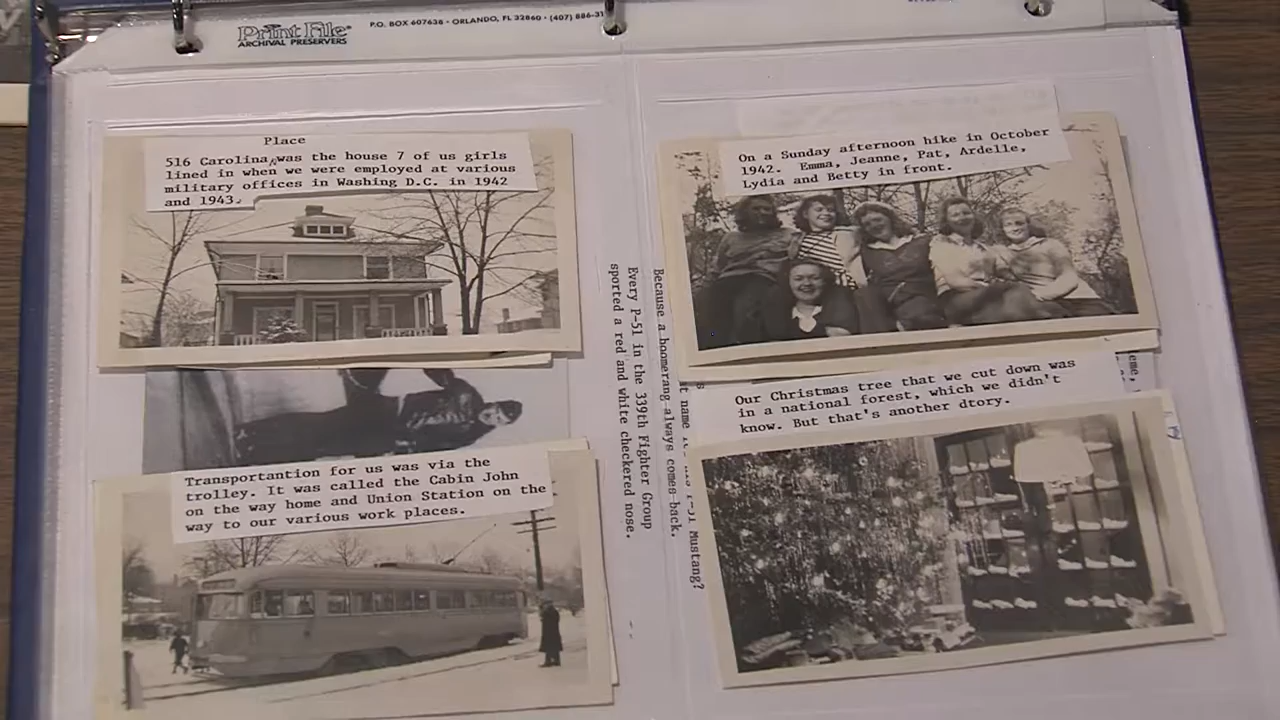 Print File
ARCHIVAL PRESERVERS
P.O. BOX 607638 • ORLANDO, FL 32860 • (407) 886-31
Place
516 Carolina was the house 7 of us girls
lined in when we were employed at various
military offices in Washing D.C. in 1942
and 1943.
Transportantion for us was via the
trolley. It was called the Cabin John
on the way home and Union Station on the
way to our various work places.
Every P-51 in the 339th Fighter Group
sported a red and white checkered nose.
Because a boomerang always comes back.
P-51 Mustang?
On a Sunday afternoon hike in October
1942. Emma, Jeanne, Pat, Ardelle,
Lydia and Betty in front.
Our Christmas tree that we cut down was
in a national forest, which we didn't
know. But that's another dtory.